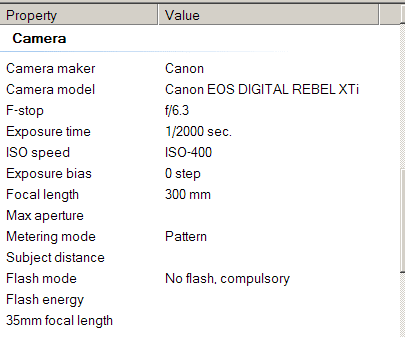 Property Value
Camera
Camera maker Canon
Camera model Canon EOS DIGITAL REBEL XTi
F-stop f/6.3
Exposure time 1/2000 sec.
ISO speed ISO-400
Exposure bias 0 step
Focal length 300 mm
Max aperture
Metering mode Pattern
Subject distance
Flash mode No flash, compulsory
Flash energy
35mm focal length